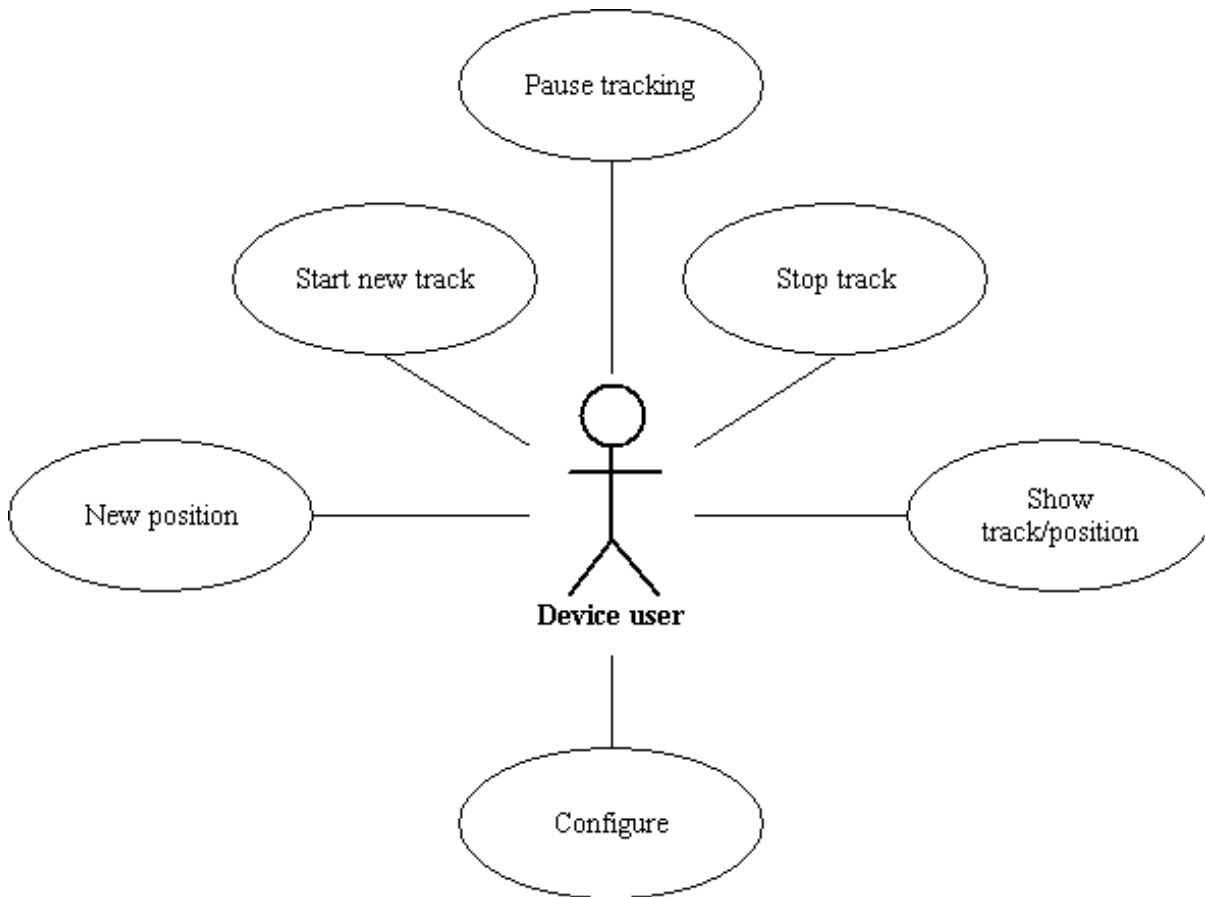 Pause tracking
Start new track
Stop track
New position
Show
track/position
Device user
Configure